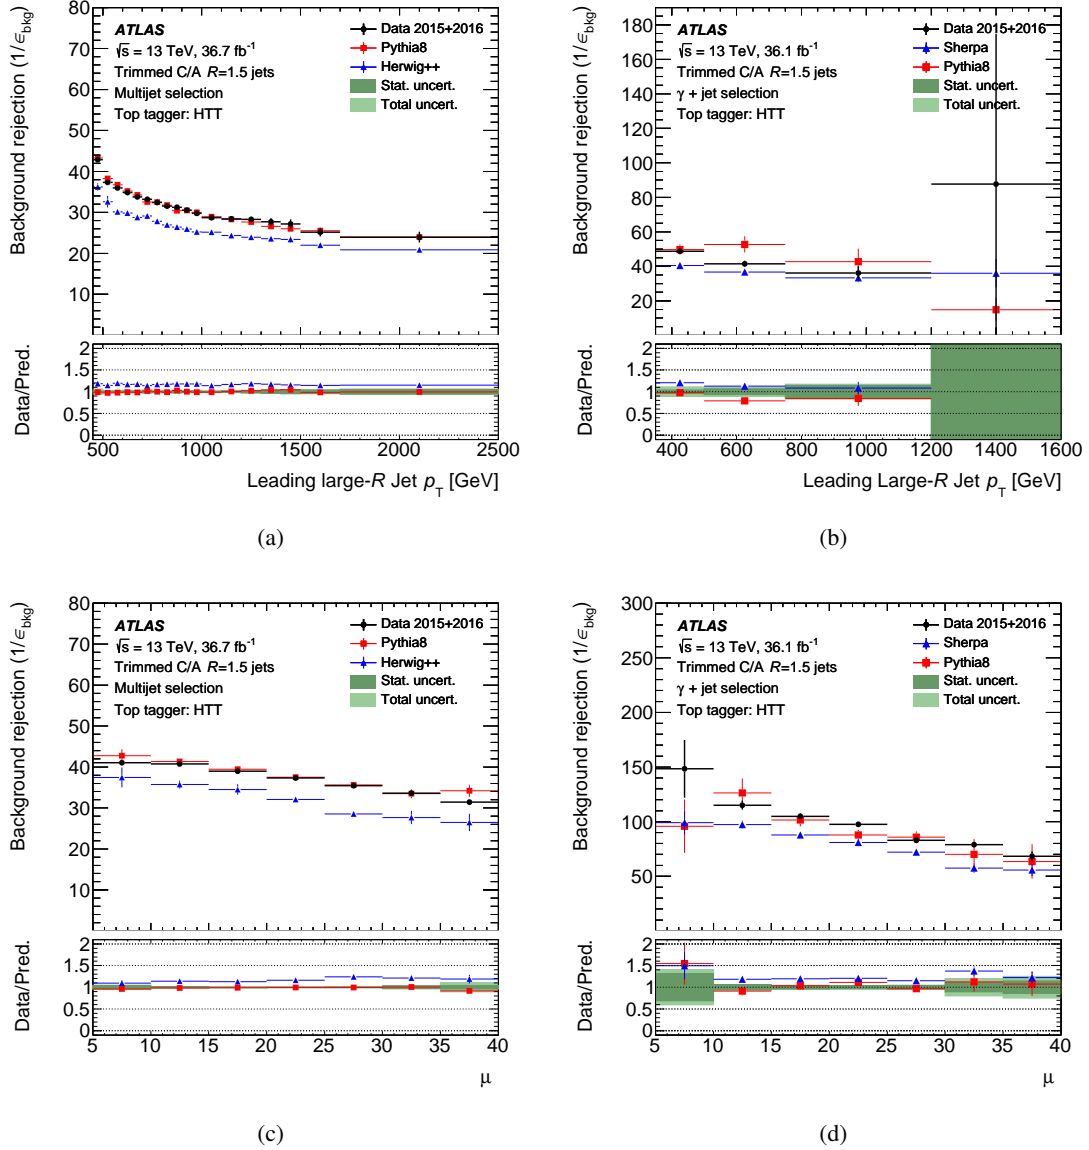 Background rejection (1/ε_bkg)
80
70
60
50
40
30
20
10
ATLAS
√s = 13 TeV, 36.7 fb⁻¹
Trimmed C/A R=1.5 jets
Multijet selection
Top tagger: HTT
Data 2015+2016
Pythia8
Herwig++
Stat. uncert.
Total uncert.
Data/Pred.
2
1.5
1
0.5
0
500 1000 1500 2000 2500
Leading large-R Jet p_T [GeV]
(a)
Background rejection (1/ε_bkg)
180
160
140
120
100
80
60
40
20
ATLAS
√s = 13 TeV, 36.1 fb⁻¹
Trimmed C/A R=1.5 jets
γ + jet selection
Top tagger: HTT
Data 2015+2016
Sherpa
Pythia8
Stat. uncert.
Total uncert.
Data/Pred.
2
1.5
1
0.5
0
400 600 800 1000 1200 1400 1600
Leading Large-R Jet p_T [GeV]
(b)
Background rejection (1/ε_bkg)
80
70
60
50
40
30
20
10
ATLAS
√s = 13 TeV, 36.7 fb⁻¹
Trimmed C/A R=1.5 jets
Multijet selection
Top tagger: HTT
Data 2015+2016
Pythia8
Herwig++
Stat. uncert.
Total uncert.
Data/Pred.
2
1.5
1
0.5
0
5 10 15 20 25 30 35 40
μ
(c)
Background rejection (1/ε_bkg)
300
250
200
150
100
50
ATLAS
√s = 13 TeV, 36.1 fb⁻¹
Trimmed C/A R=1.5 jets
γ + jet selection
Top tagger: HTT
Data 2015+2016
Sherpa
Pythia8
Stat. uncert.
Total uncert.
Data/Pred.
2
1.5
1
0.5
0
5 10 15 20 25 30 35 40
μ
(d)